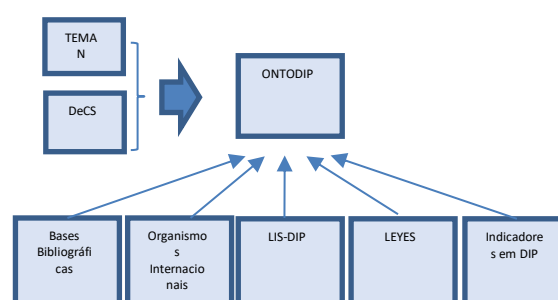 TEMA
N
ONTODIP
DeCS
Bases
Bibliográfi
cas
Organismo
s
Internacio
nais
LIS-DIP
LEYES
Indicadore
s em DIP